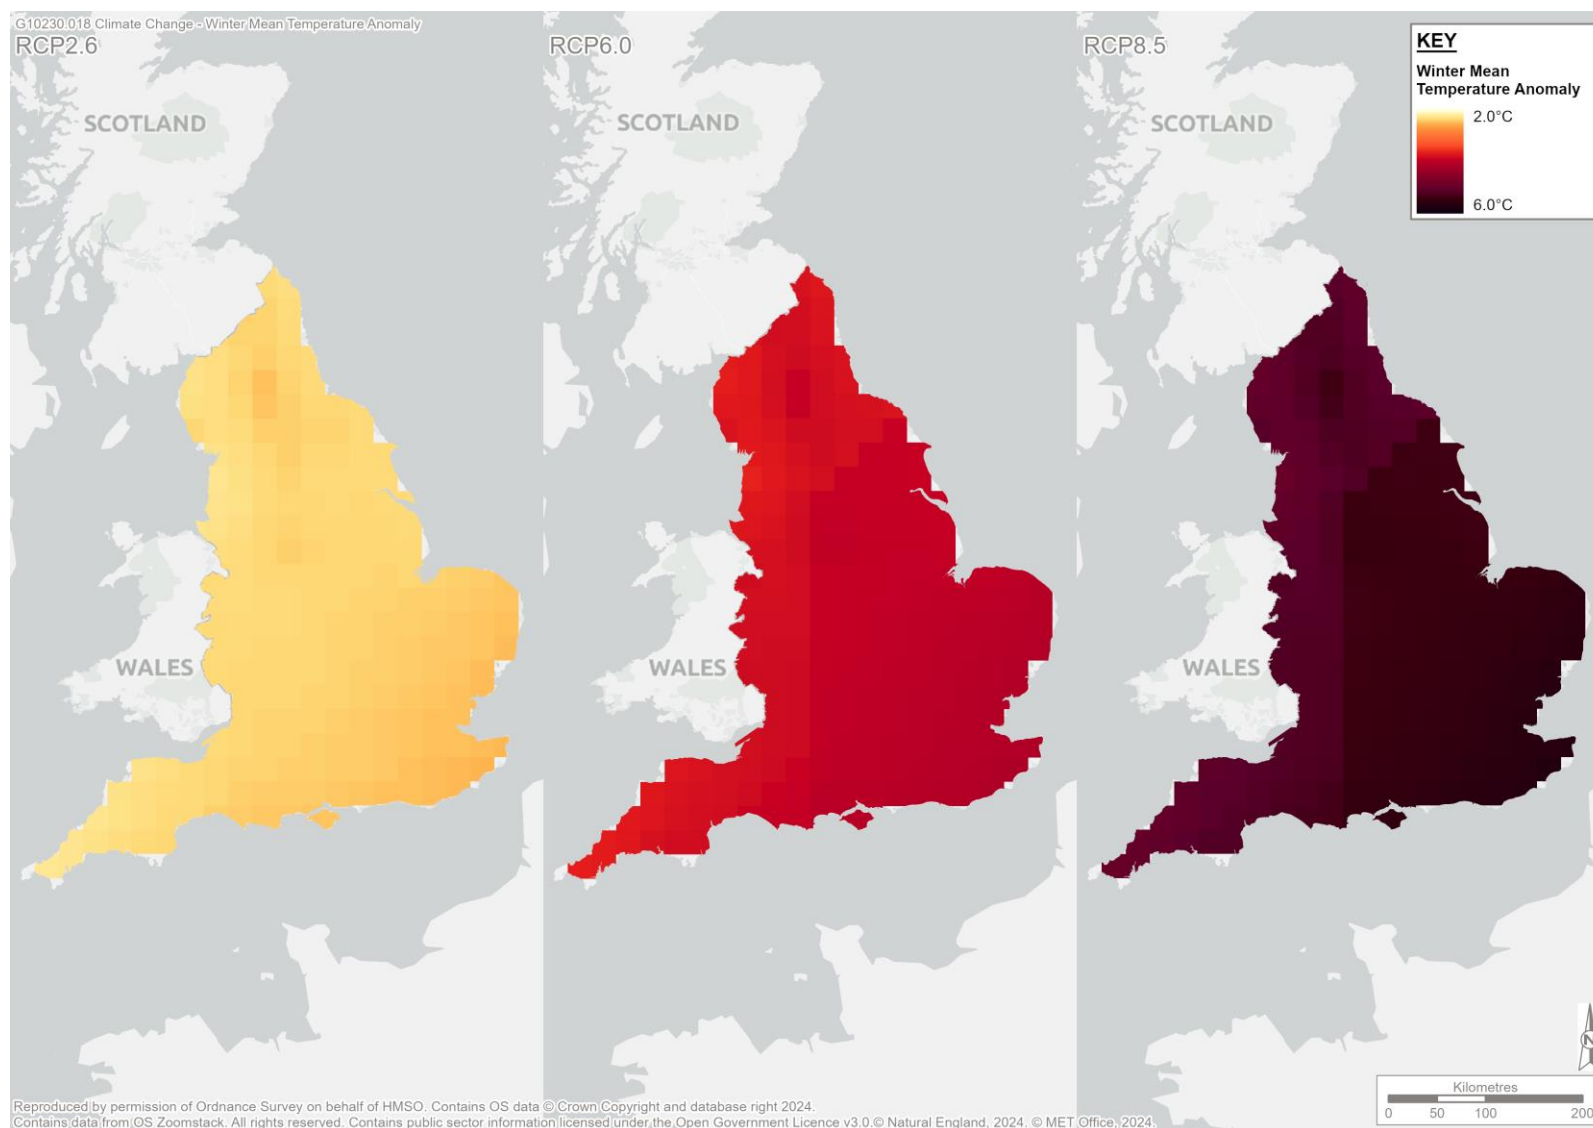 G10230.018 Climate Change - Winter Mean Temperature Anomaly
RCP2.6
RCP6.0
RCP8.5
KEY
Winter Mean
Temperature Anomaly
2.0°C
6.0°C
SCOTLAND
SCOTLAND
SCOTLAND
WALES
WALES
WALES
N
Kilometres
0 50 100 200
Reproduced by permission of Ordnance Survey on behalf of HMSO. Contains OS data © Crown Copyright and database right 2024.
Contains data from OS Zoomstack. All rights reserved. Contains public sector information licensed under the Open Government Licence v3.0.© Natural England, 2024. © MET Office, 2024.